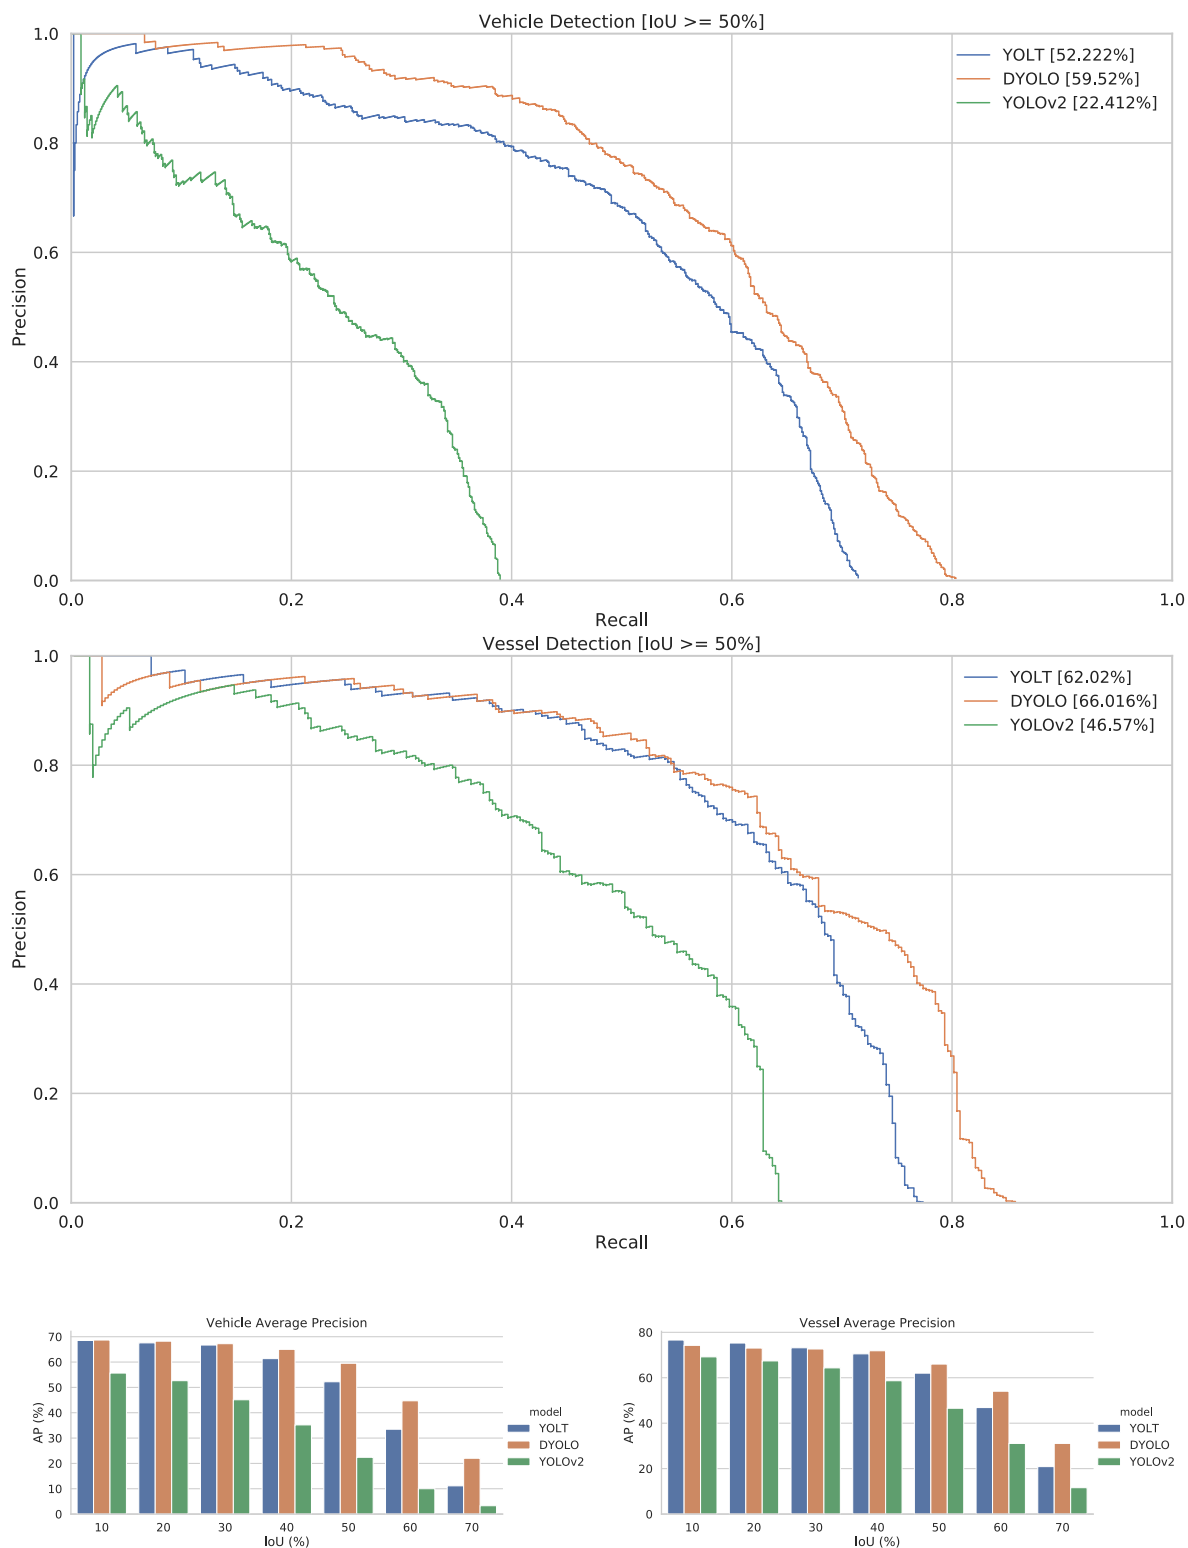 Vehicle Detection [IoU >= 50%]
1.0
0.8
0.6
0.4
0.2
0.0
Precision
YOLT [52.222%]
DYOLO [59.52%]
YOLOv2 [22.412%]
0.0 0.2 0.4 0.6 0.8 1.0
Recall
Vessel Detection [IoU >= 50%]
1.0
0.8
0.6
0.4
0.2
0.0
Precision
YOLT [62.02%]
DYOLO [66.016%]
YOLOv2 [46.57%]
0.0 0.2 0.4 0.6 0.8 1.0
Recall
Vehicle Average Precision
70
60
50
40
30
20
10
0
AP (%)
10 20 30 40 50 60 70
IoU (%)
model
YOLT
DYOLO
YOLOv2
Vessel Average Precision
80
60
40
20
0
AP (%)
10 20 30 40 50 60 70
IoU (%)
model
YOLT
DYOLO
YOLOv2